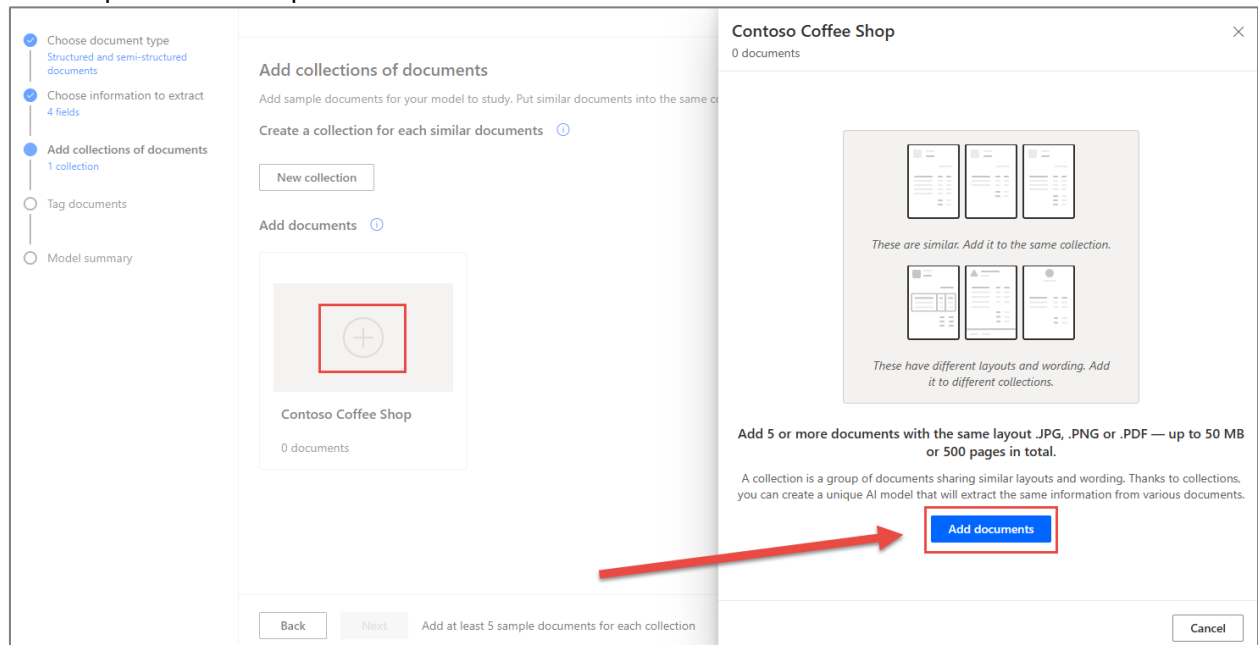 Choose document type
Structured and semi-structured
documents
Choose information to extract
4 fields
Add collections of documents
1 collection
Tag documents
Model summary
Add collections of documents
Add sample documents for your model to study. Put similar documents into the same
Create a collection for each similar documents
New collection
Add documents
Contoso Coffee Shop
0 documents
Back
Next
Add at least 5 sample documents for each collection
Contoso Coffee Shop
0 documents
These are similar. Add it to the same collection.
These have different layouts and wording. Add
it to different collections.
Add 5 or more documents with the same layout .JPG, .PNG or .PDF — up to 50 MB
or 500 pages in total.
A collection is a group of documents sharing similar layouts and wording. Thanks to collections,
you can create a unique AI model that will extract the same information from various documents.
Add documents
Cancel